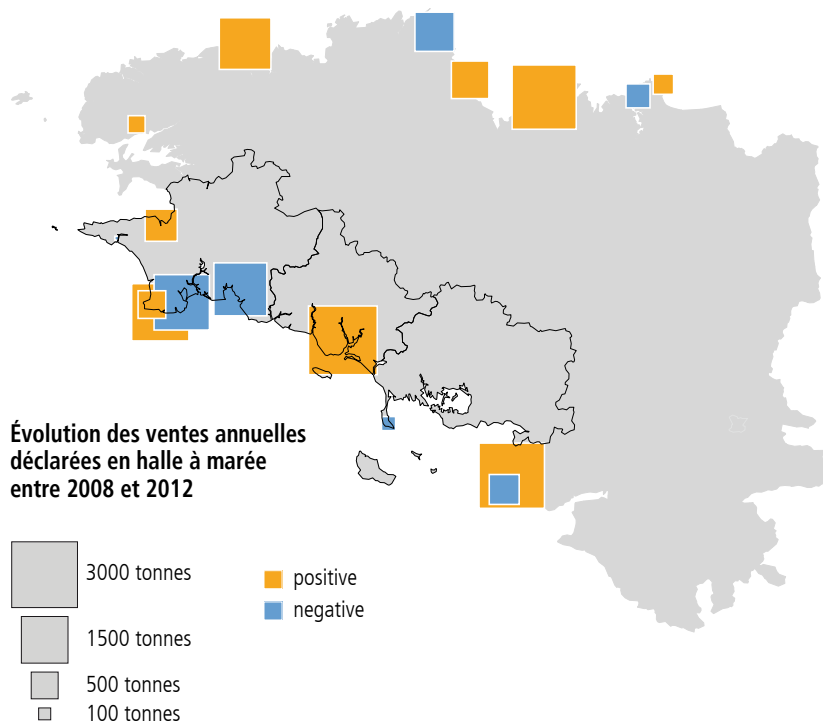 Évolution des ventes annuelles
déclarées en halle à marée
entre 2008 et 2012
3000 tonnes
1500 tonnes
500 tonnes
100 tonnes
positive
negative